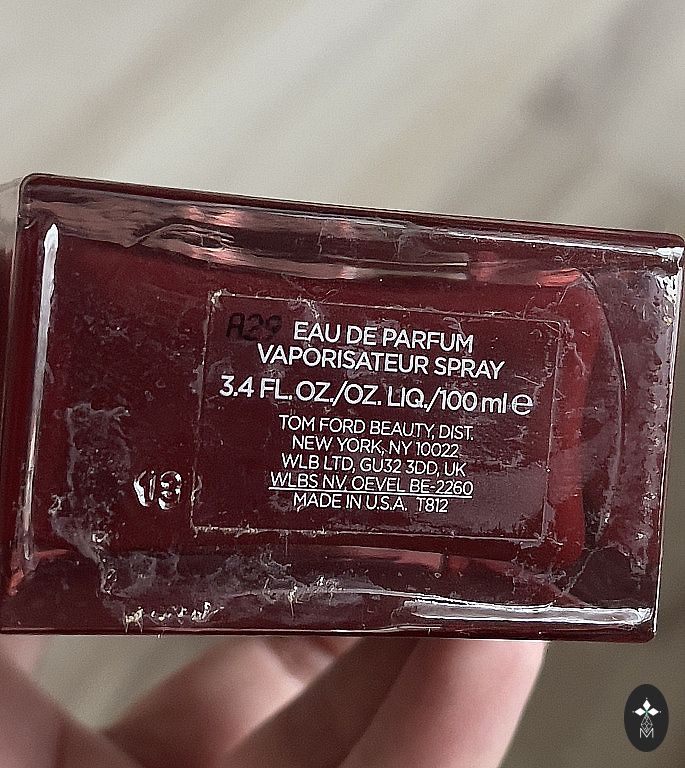 A29
EAU DE PARFUM
VAPORISATEUR SPRAY
3.4 FL. OZ./OZ. LIQ./100 ml ℮
TOM FORD BEAUTY, DIST.
NEW YORK, NY 10022
WLB LTD, GU32 3DD, UK
WLBS NV, OEVEL BE-2260
MADE IN U.S.A. T812
13
M